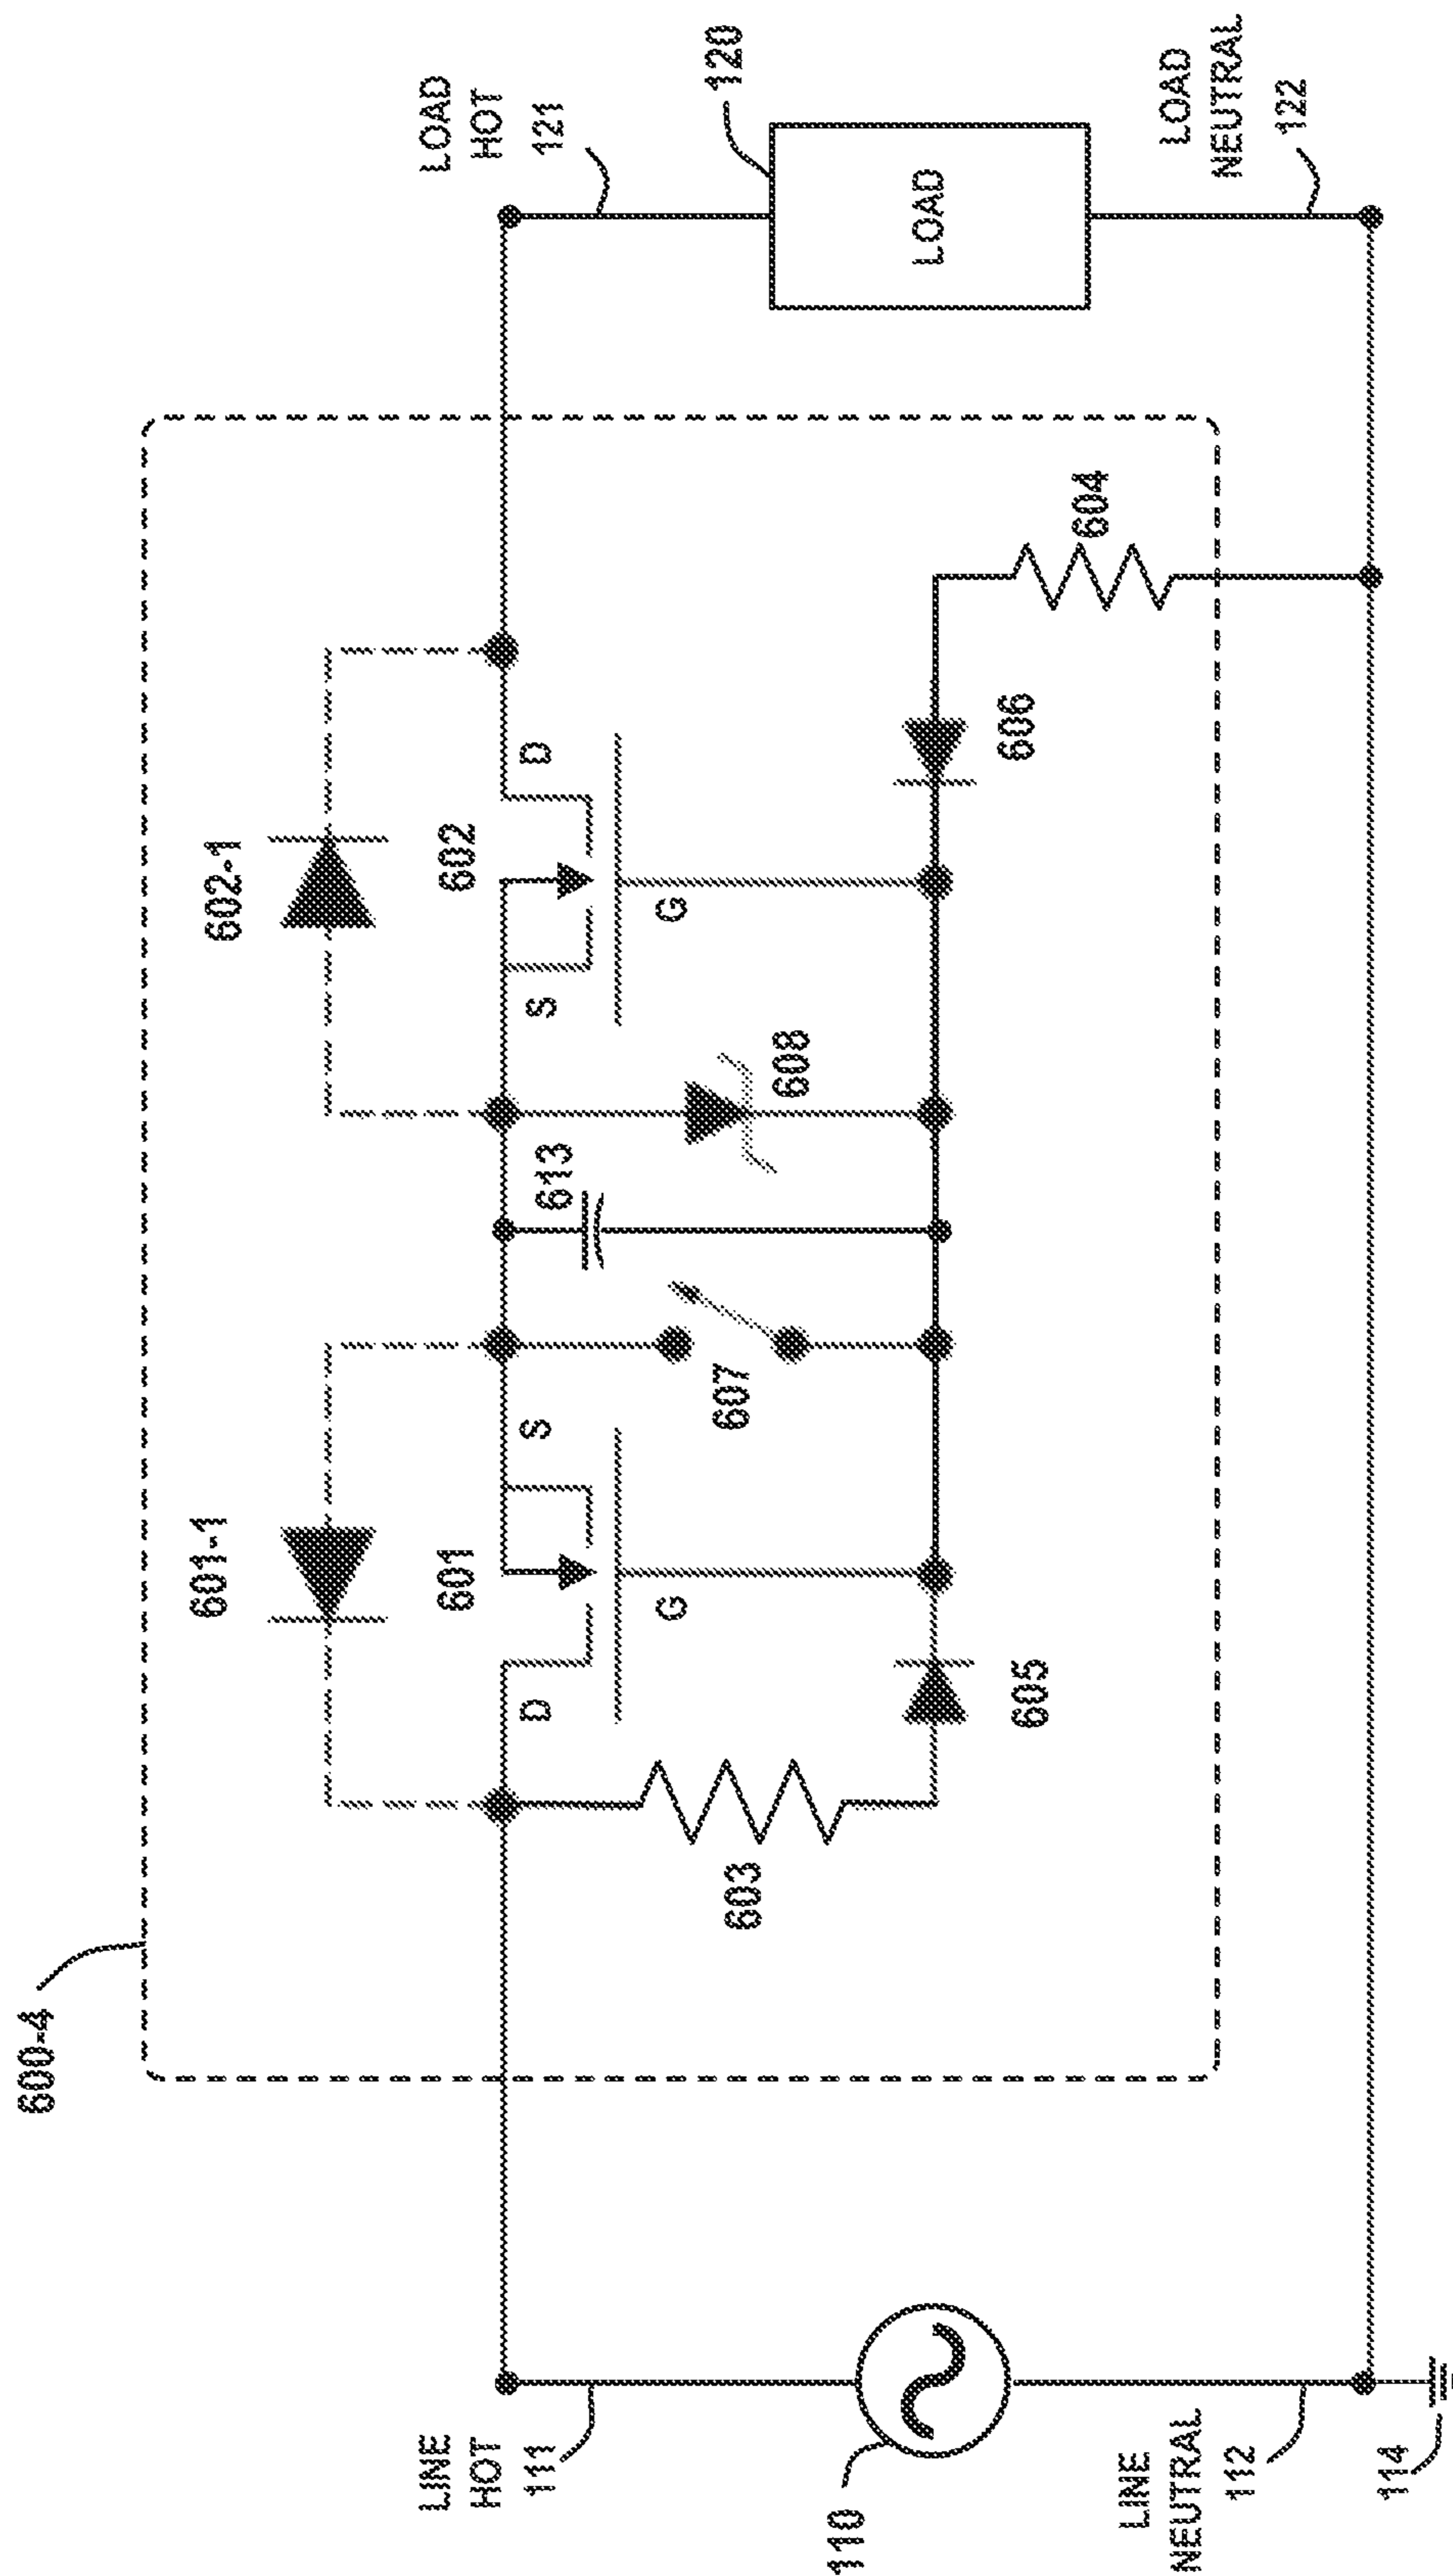 600-4
601-1
602-1
LINE
HOT
111
601
602
LOAD
HOT
121
D
S
S
D
613
G
G
603
607
608
120
LOAD
110
605
606
604
LINE
NEUTRAL
112
LOAD
NEUTRAL
122
114